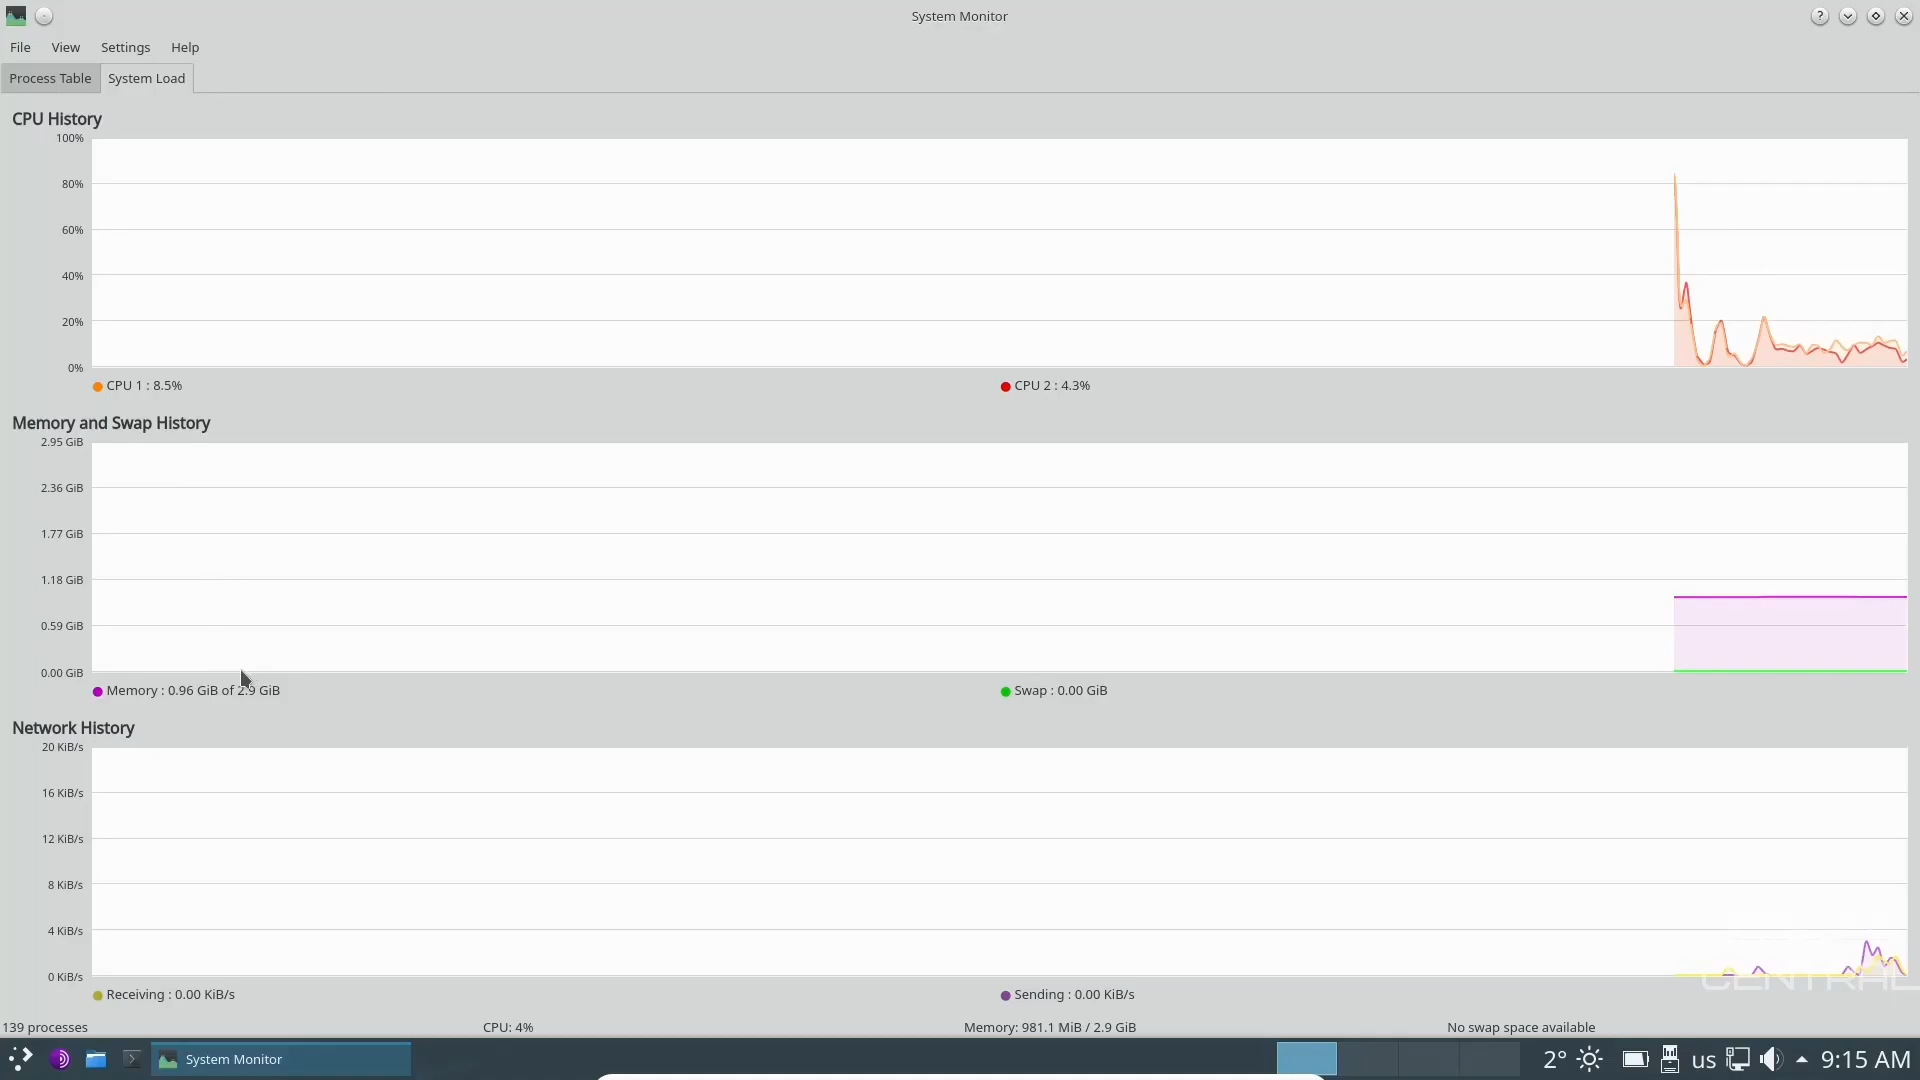 System Monitor
File View Settings Help
Process Table System Load
CPU History
100%
80%
60%
40%
20%
0%
CPU 1 : 8.5% CPU 2 : 4.3%
Memory and Swap History
2.95 GiB
2.36 GiB
1.77 GiB
1.18 GiB
0.59 GiB
0.00 GiB
Memory : 0.96 GiB of 2.9 GiB Swap : 0.00 GiB
Network History
20 KiB/s
16 KiB/s
12 KiB/s
8 KiB/s
4 KiB/s
0 KiB/s
CENTRAL
Receiving : 0.00 KiB/s Sending : 0.00 KiB/s
139 processes CPU: 4% Memory: 981.1 MiB / 2.9 GiB No swap space available
System Monitor 2° us 9:15 AM